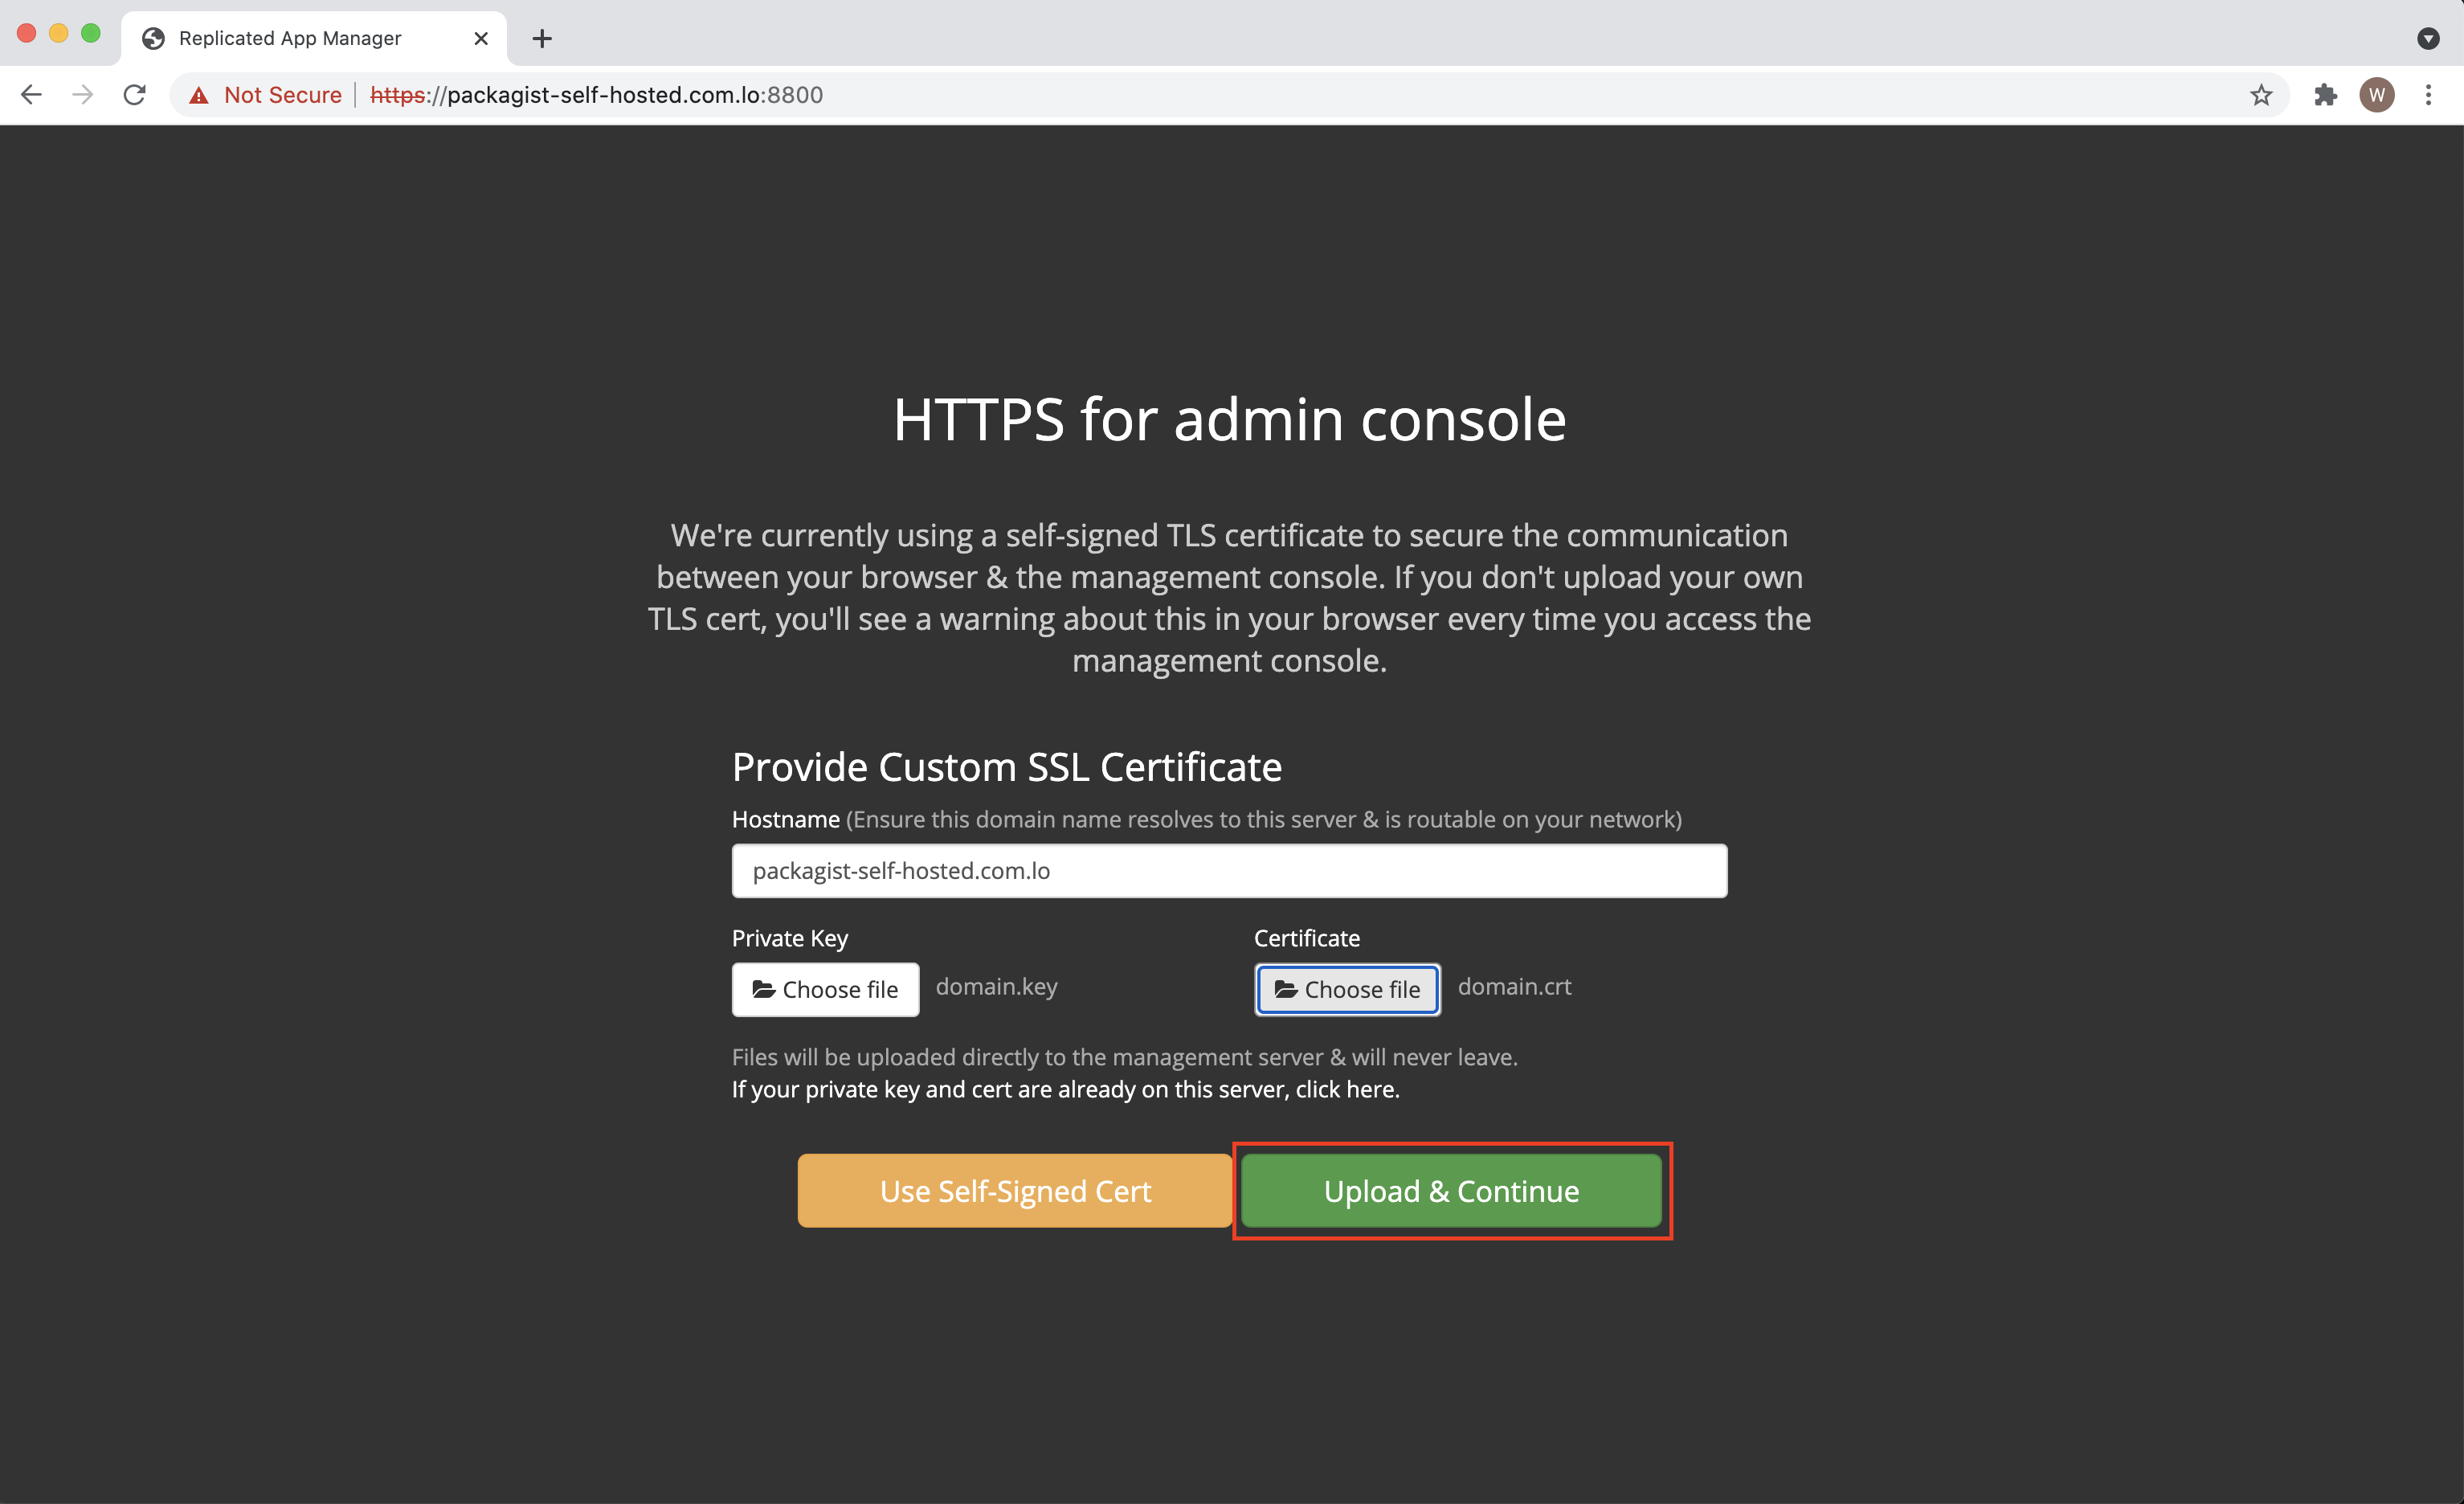 Replicated App Manager
Not Secure https://packagist-self-hosted.com.lo:8800
W
HTTPS for admin console
We're currently using a self-signed TLS certificate to secure the communication
between your browser & the management console. If you don't upload your own
TLS cert, you'll see a warning about this in your browser every time you access the
management console.
Provide Custom SSL Certificate
Hostname (Ensure this domain name resolves to this server & is routable on your network)
packagist-self-hosted.com.lo
Private Key Certificate
Choose file domain.key Choose file domain.crt
Files will be uploaded directly to the management server & will never leave.
If your private key and cert are already on this server, click here.
Use Self-Signed Cert Upload & Continue